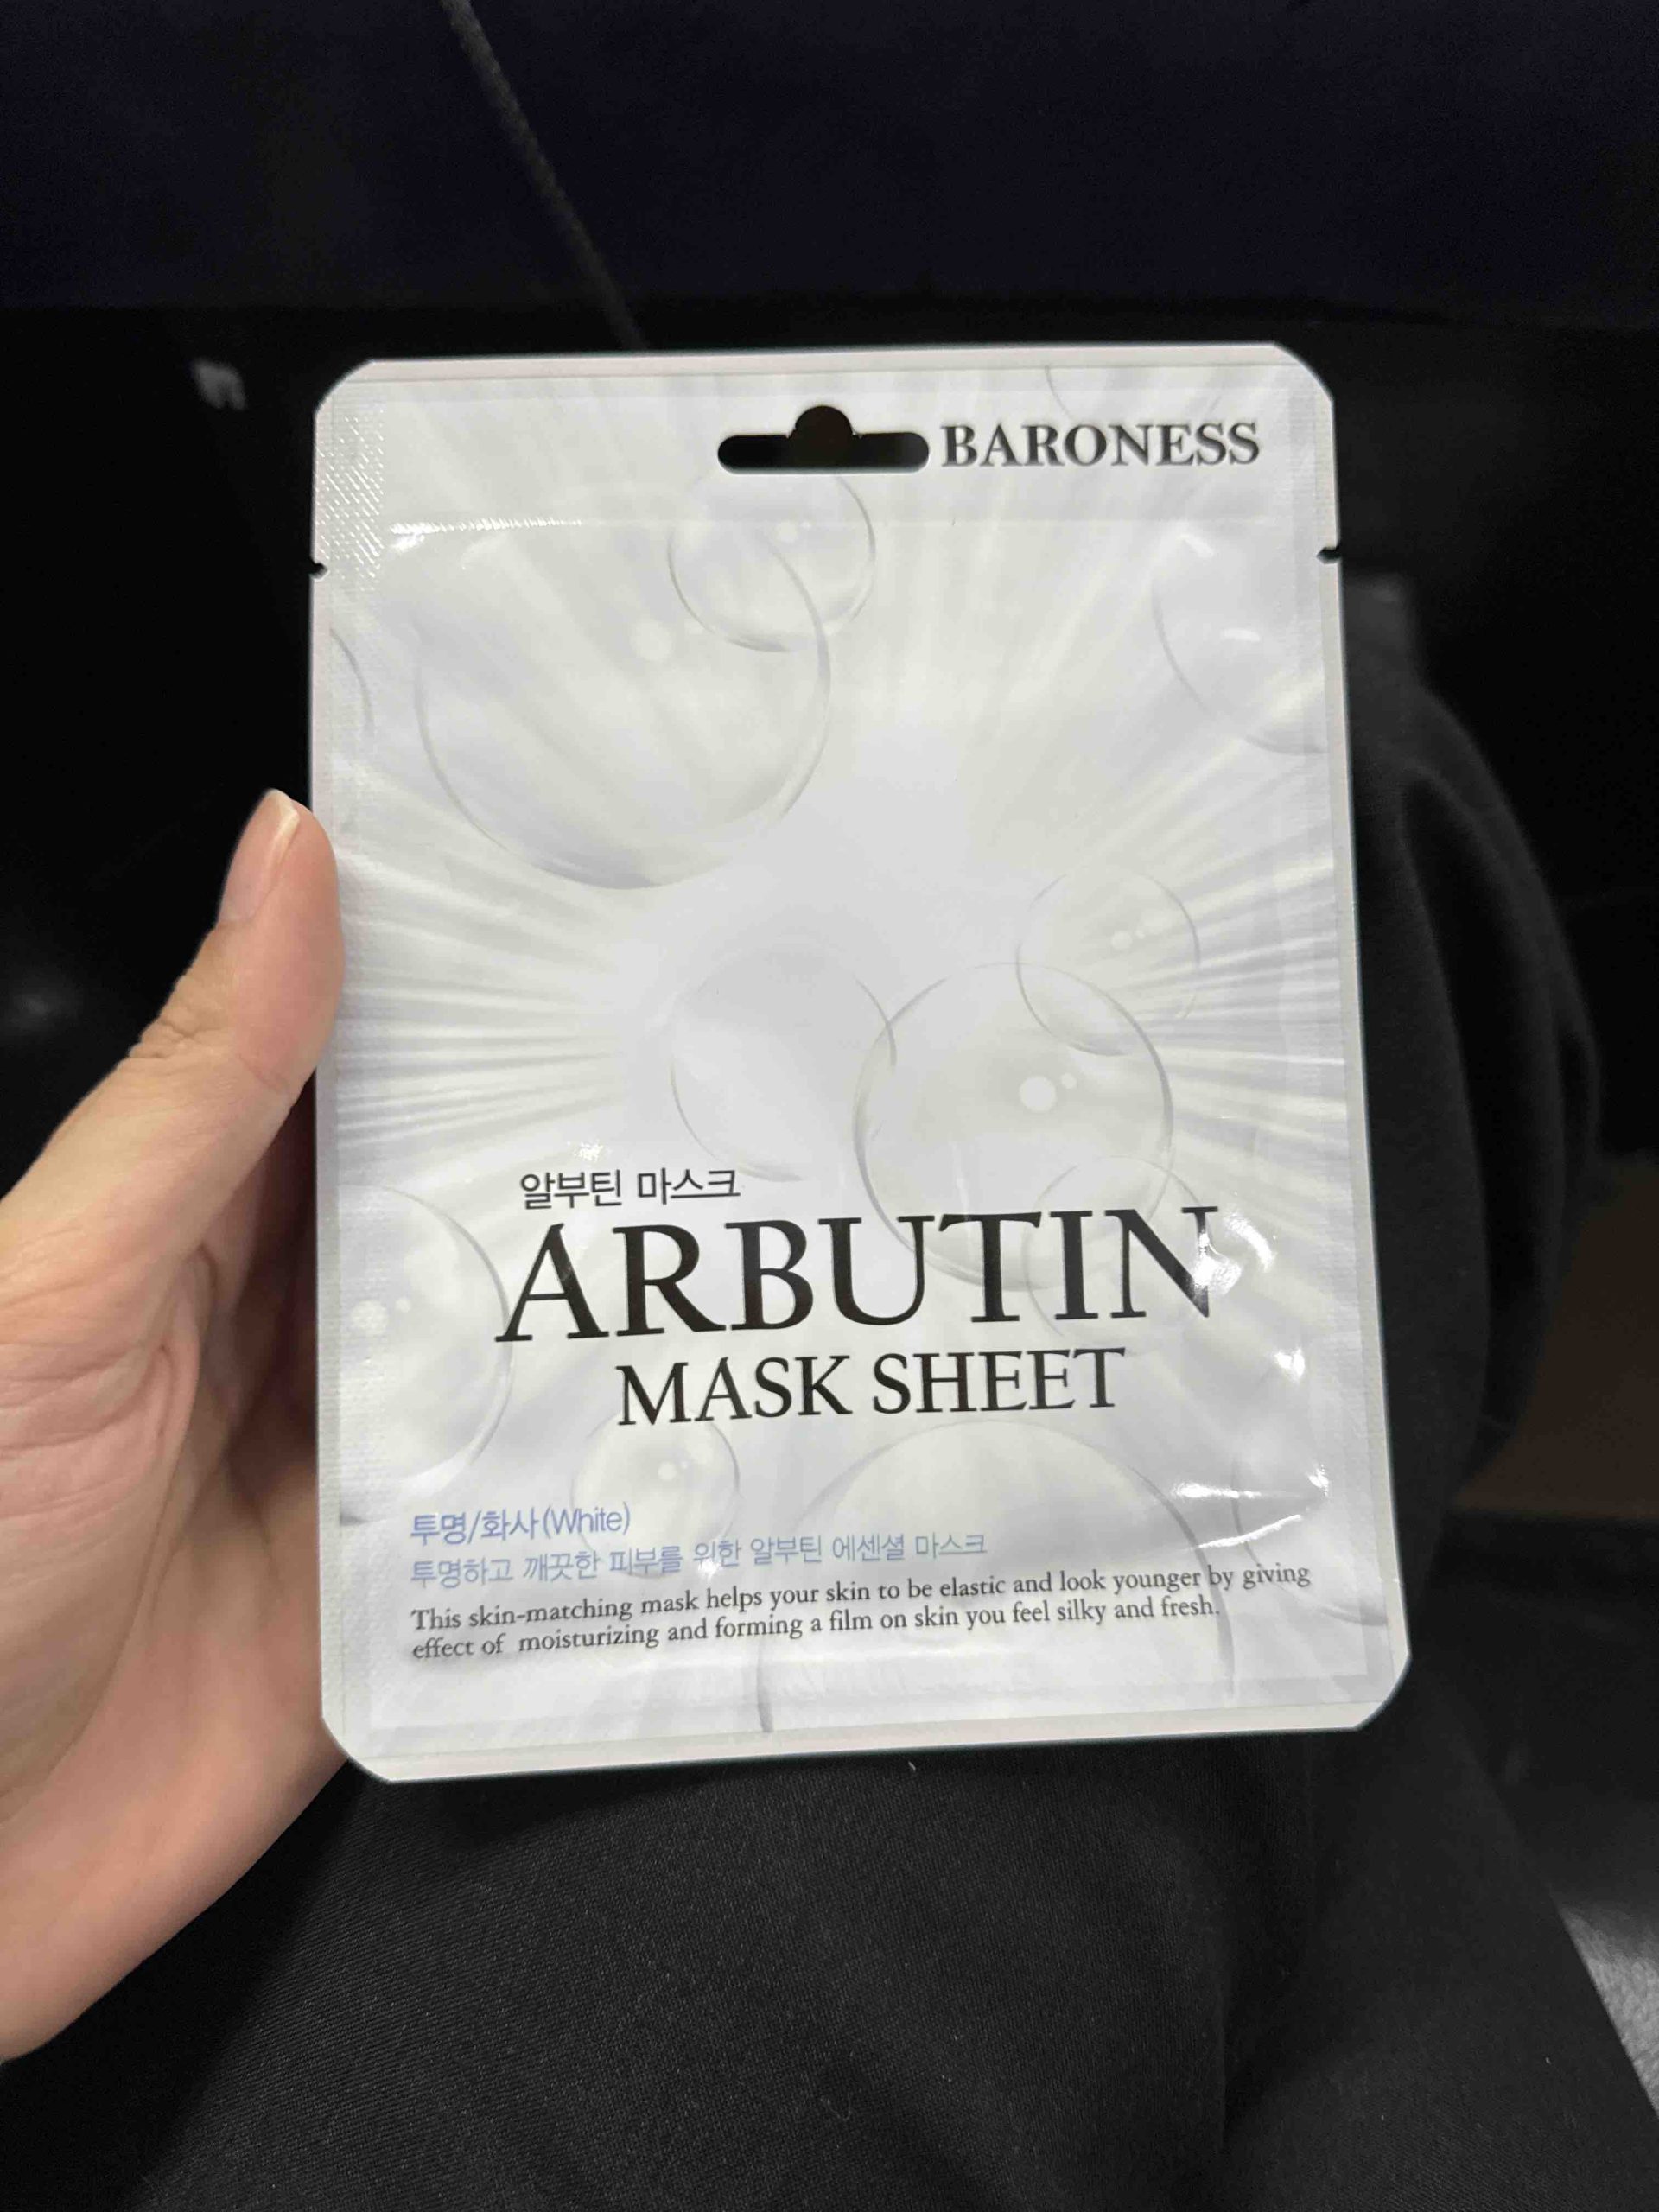 BARONESS
알부틴 마스크
ARBUTIN
MASK SHEET
투명/화사(White)
투명하고 깨끗한 피부를 위한 알부틴 에센셜 마스크
This skin-matching mask helps your skin to be elastic and look younger by giving
effect of moisturizing and forming a film on skin you feel silky and fresh.